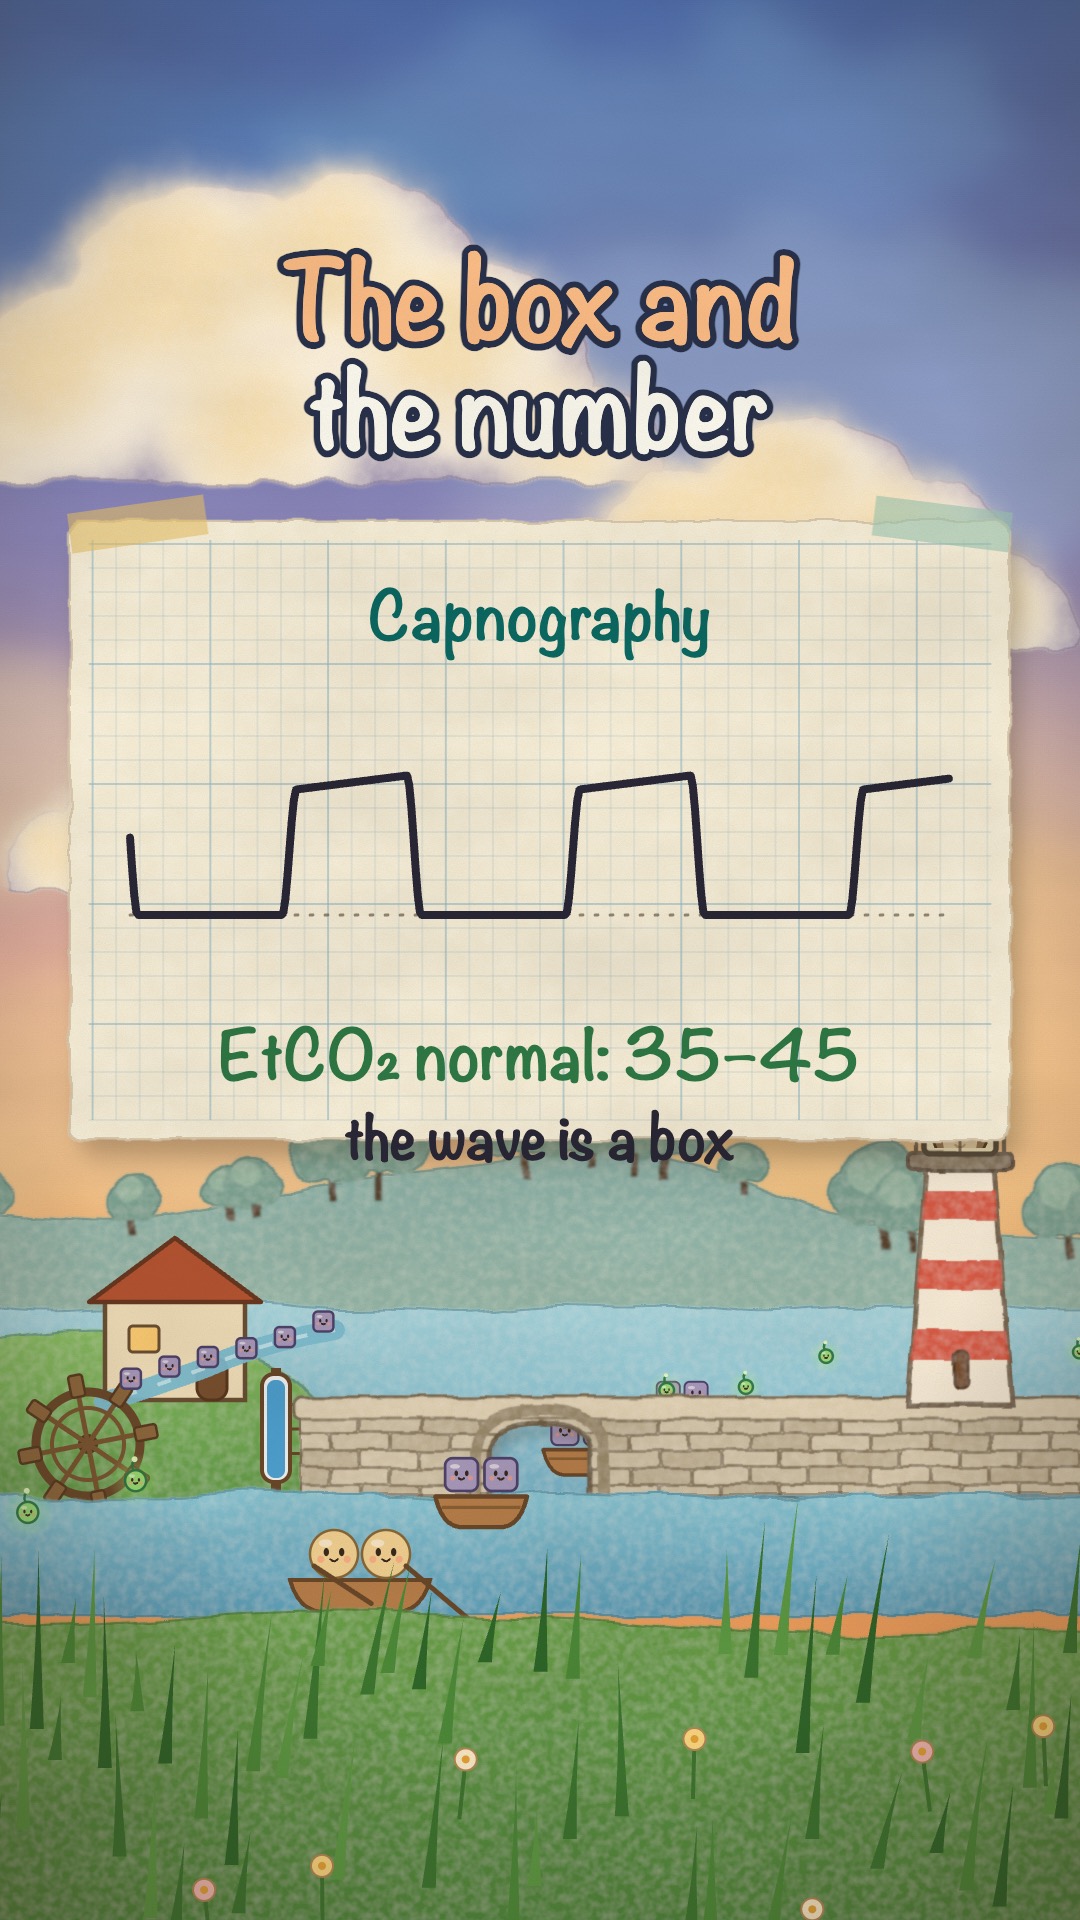 The box and
the number
Capnography
EtCO₂ normal: 35–45
the wave is a box